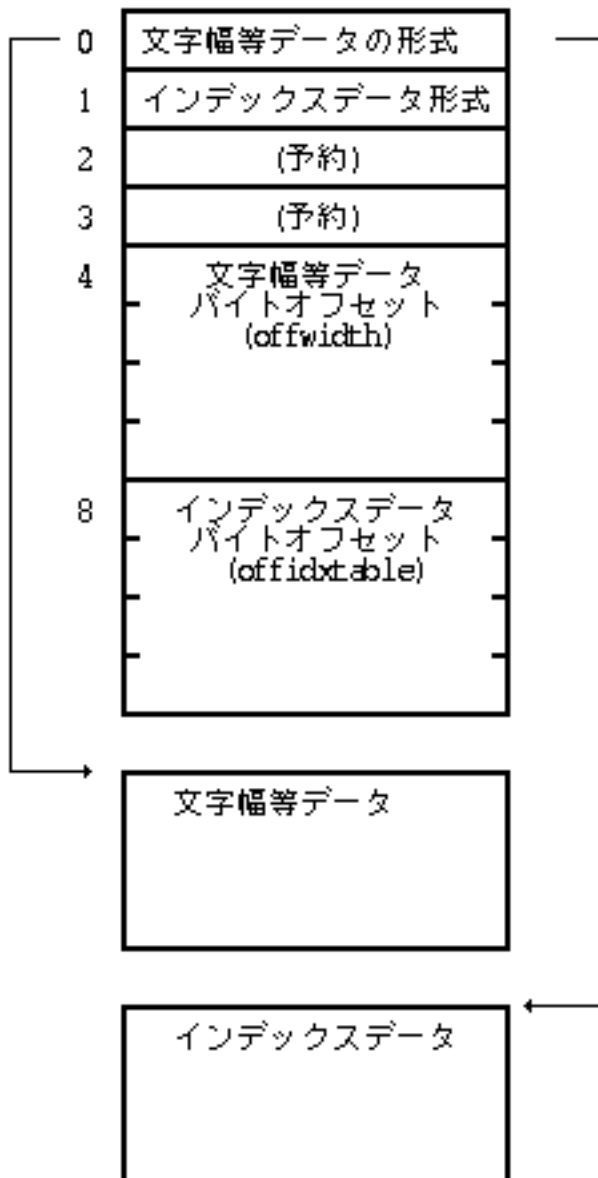 0 文字幅等データの形式
1 インデックスデータ形式
2 (予約)
3 (予約)
4 文字幅等データ
バイトオフセット
(offwidth)
8 インデックスデータ
バイトオフセット
(offidxtable)
文字幅等データ
インデックスデータ